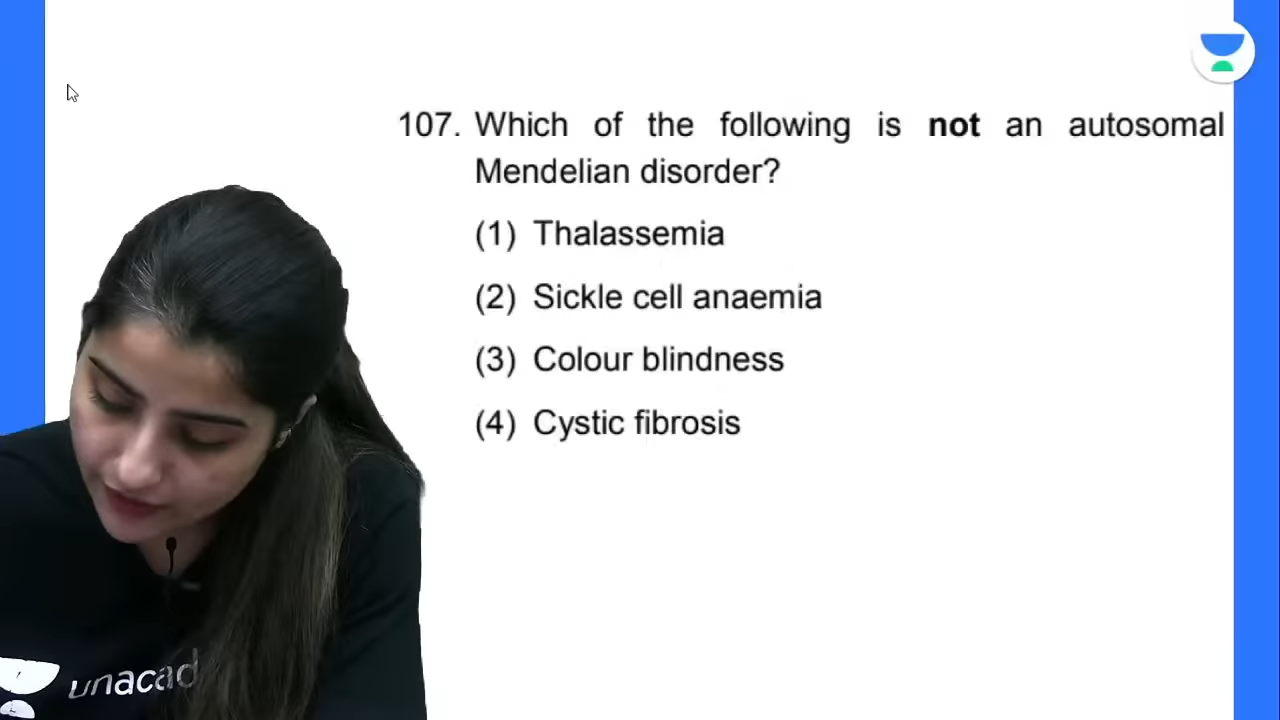 107. Which of the following is not an autosomal
Mendelian disorder?
(1) Thalassemia
(2) Sickle cell anaemia
(3) Colour blindness
(4) Cystic fibrosis
unacad